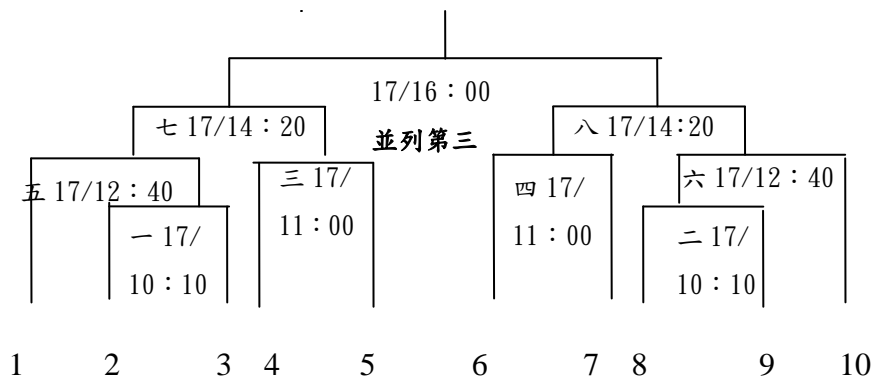 17/16：00
七 17/14：20
八 17/14:20
並列第三
五 17/12：40
三 17/
11：00
四 17/
11：00
六 17/12：40
一 17/
10：10
二 17/
10：10
1 2 3 4 5 6 7 8 9 10